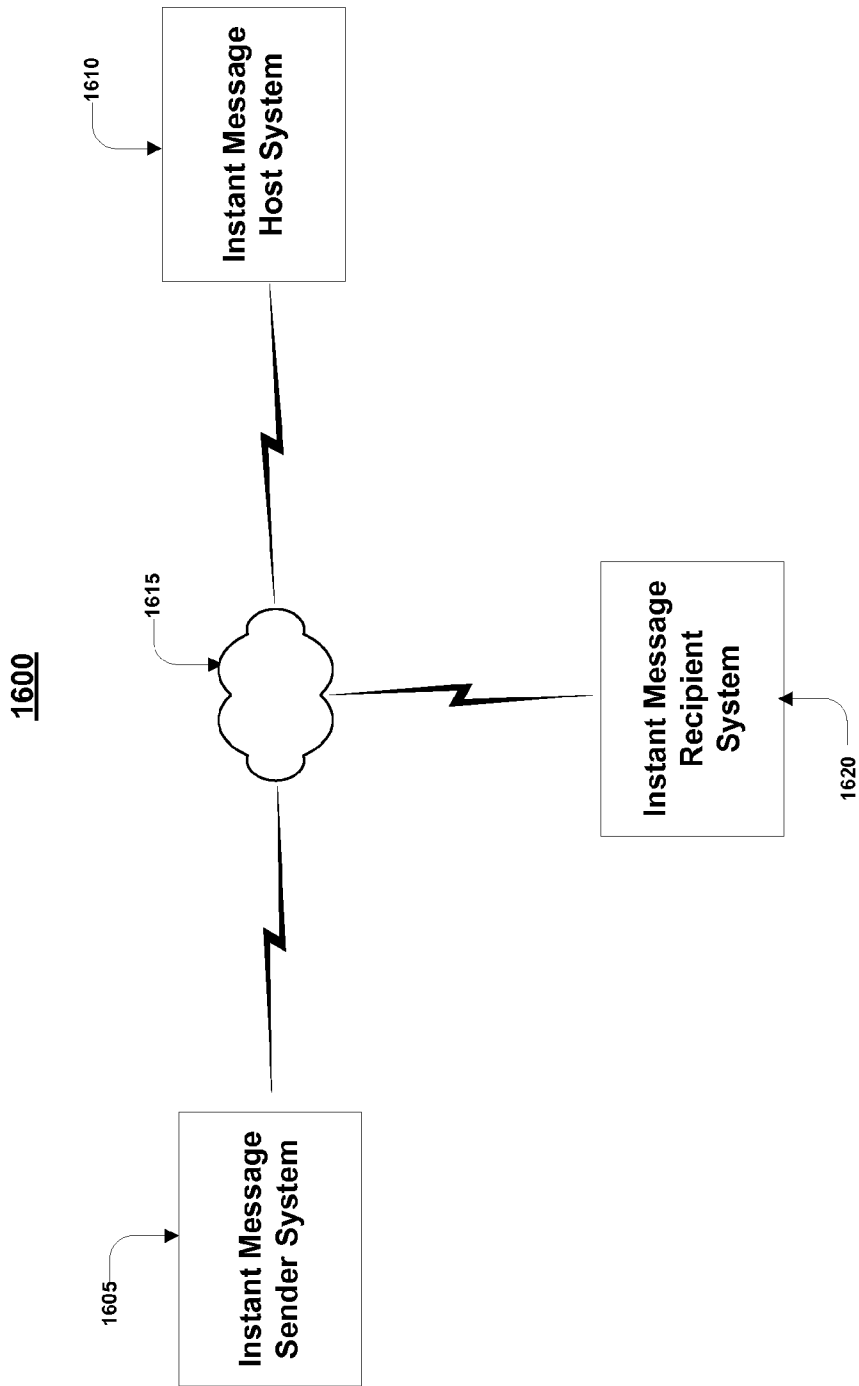 1600
1605
Instant Message
Sender System
1615
1610
Instant Message
Host System
Instant Message
Recipient
System
1620